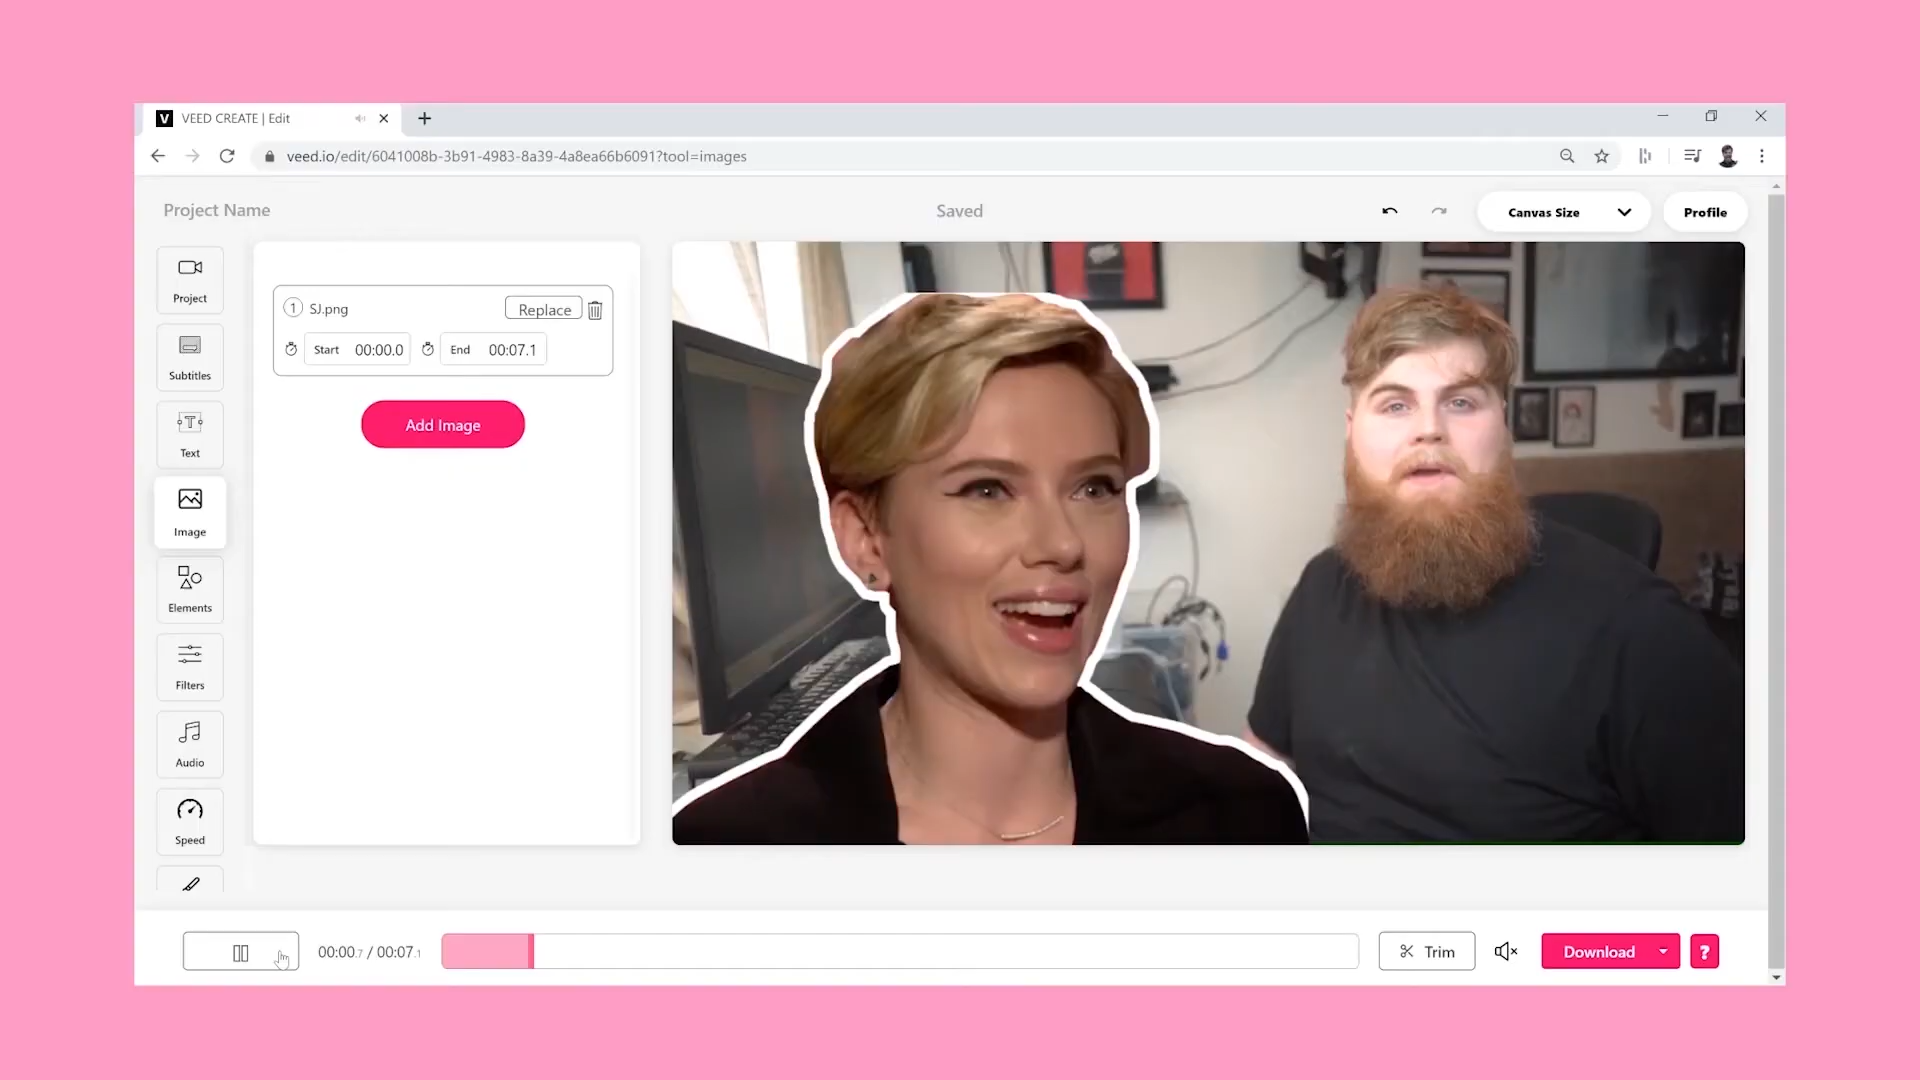 V VEED CREATE | Edit
veed.io/edit/6041008b-3b91-4983-8a39-4a8ea66b6091?tool=images
Project Name
Saved
Canvas Size
Profile
Project
Subtitles
Text
Image
Elements
Filters
Audio
Speed
1 SJ.png
Replace
Start 00:00.0
End 00:07.1
Add Image
00:00.7 / 00:07.1
Trim
Download
?